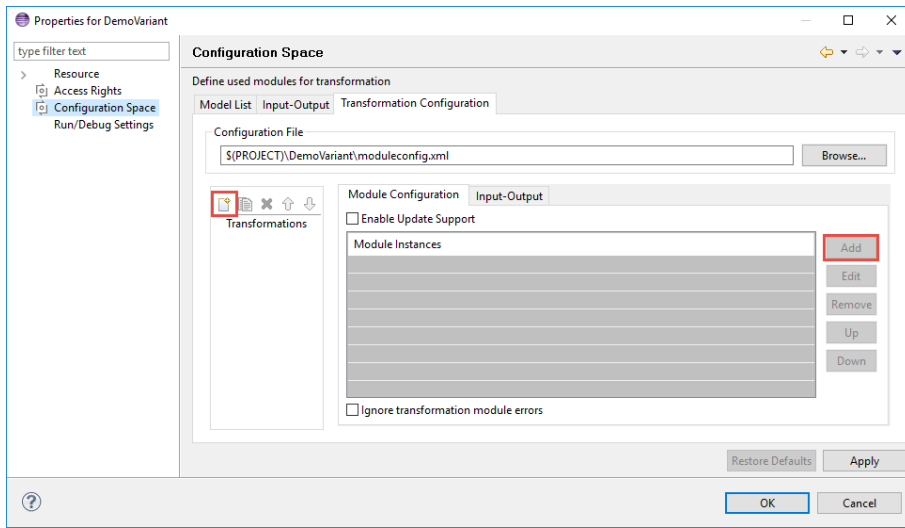 Properties for DemoVariant
type filter text
Resource
Access Rights
Configuration Space
Run/Debug Settings
Configuration Space
Define used modules for transformation
Model List Input-Output Transformation Configuration
Configuration File
$(PROJECT)\DemoVariant\moduleconfig.xml Browse...
Transformations
Module Configuration Input-Output
Enable Update Support
Module Instances
Add
Edit
Remove
Up
Down
Ignore transformation module errors
Restore Defaults Apply
OK Cancel